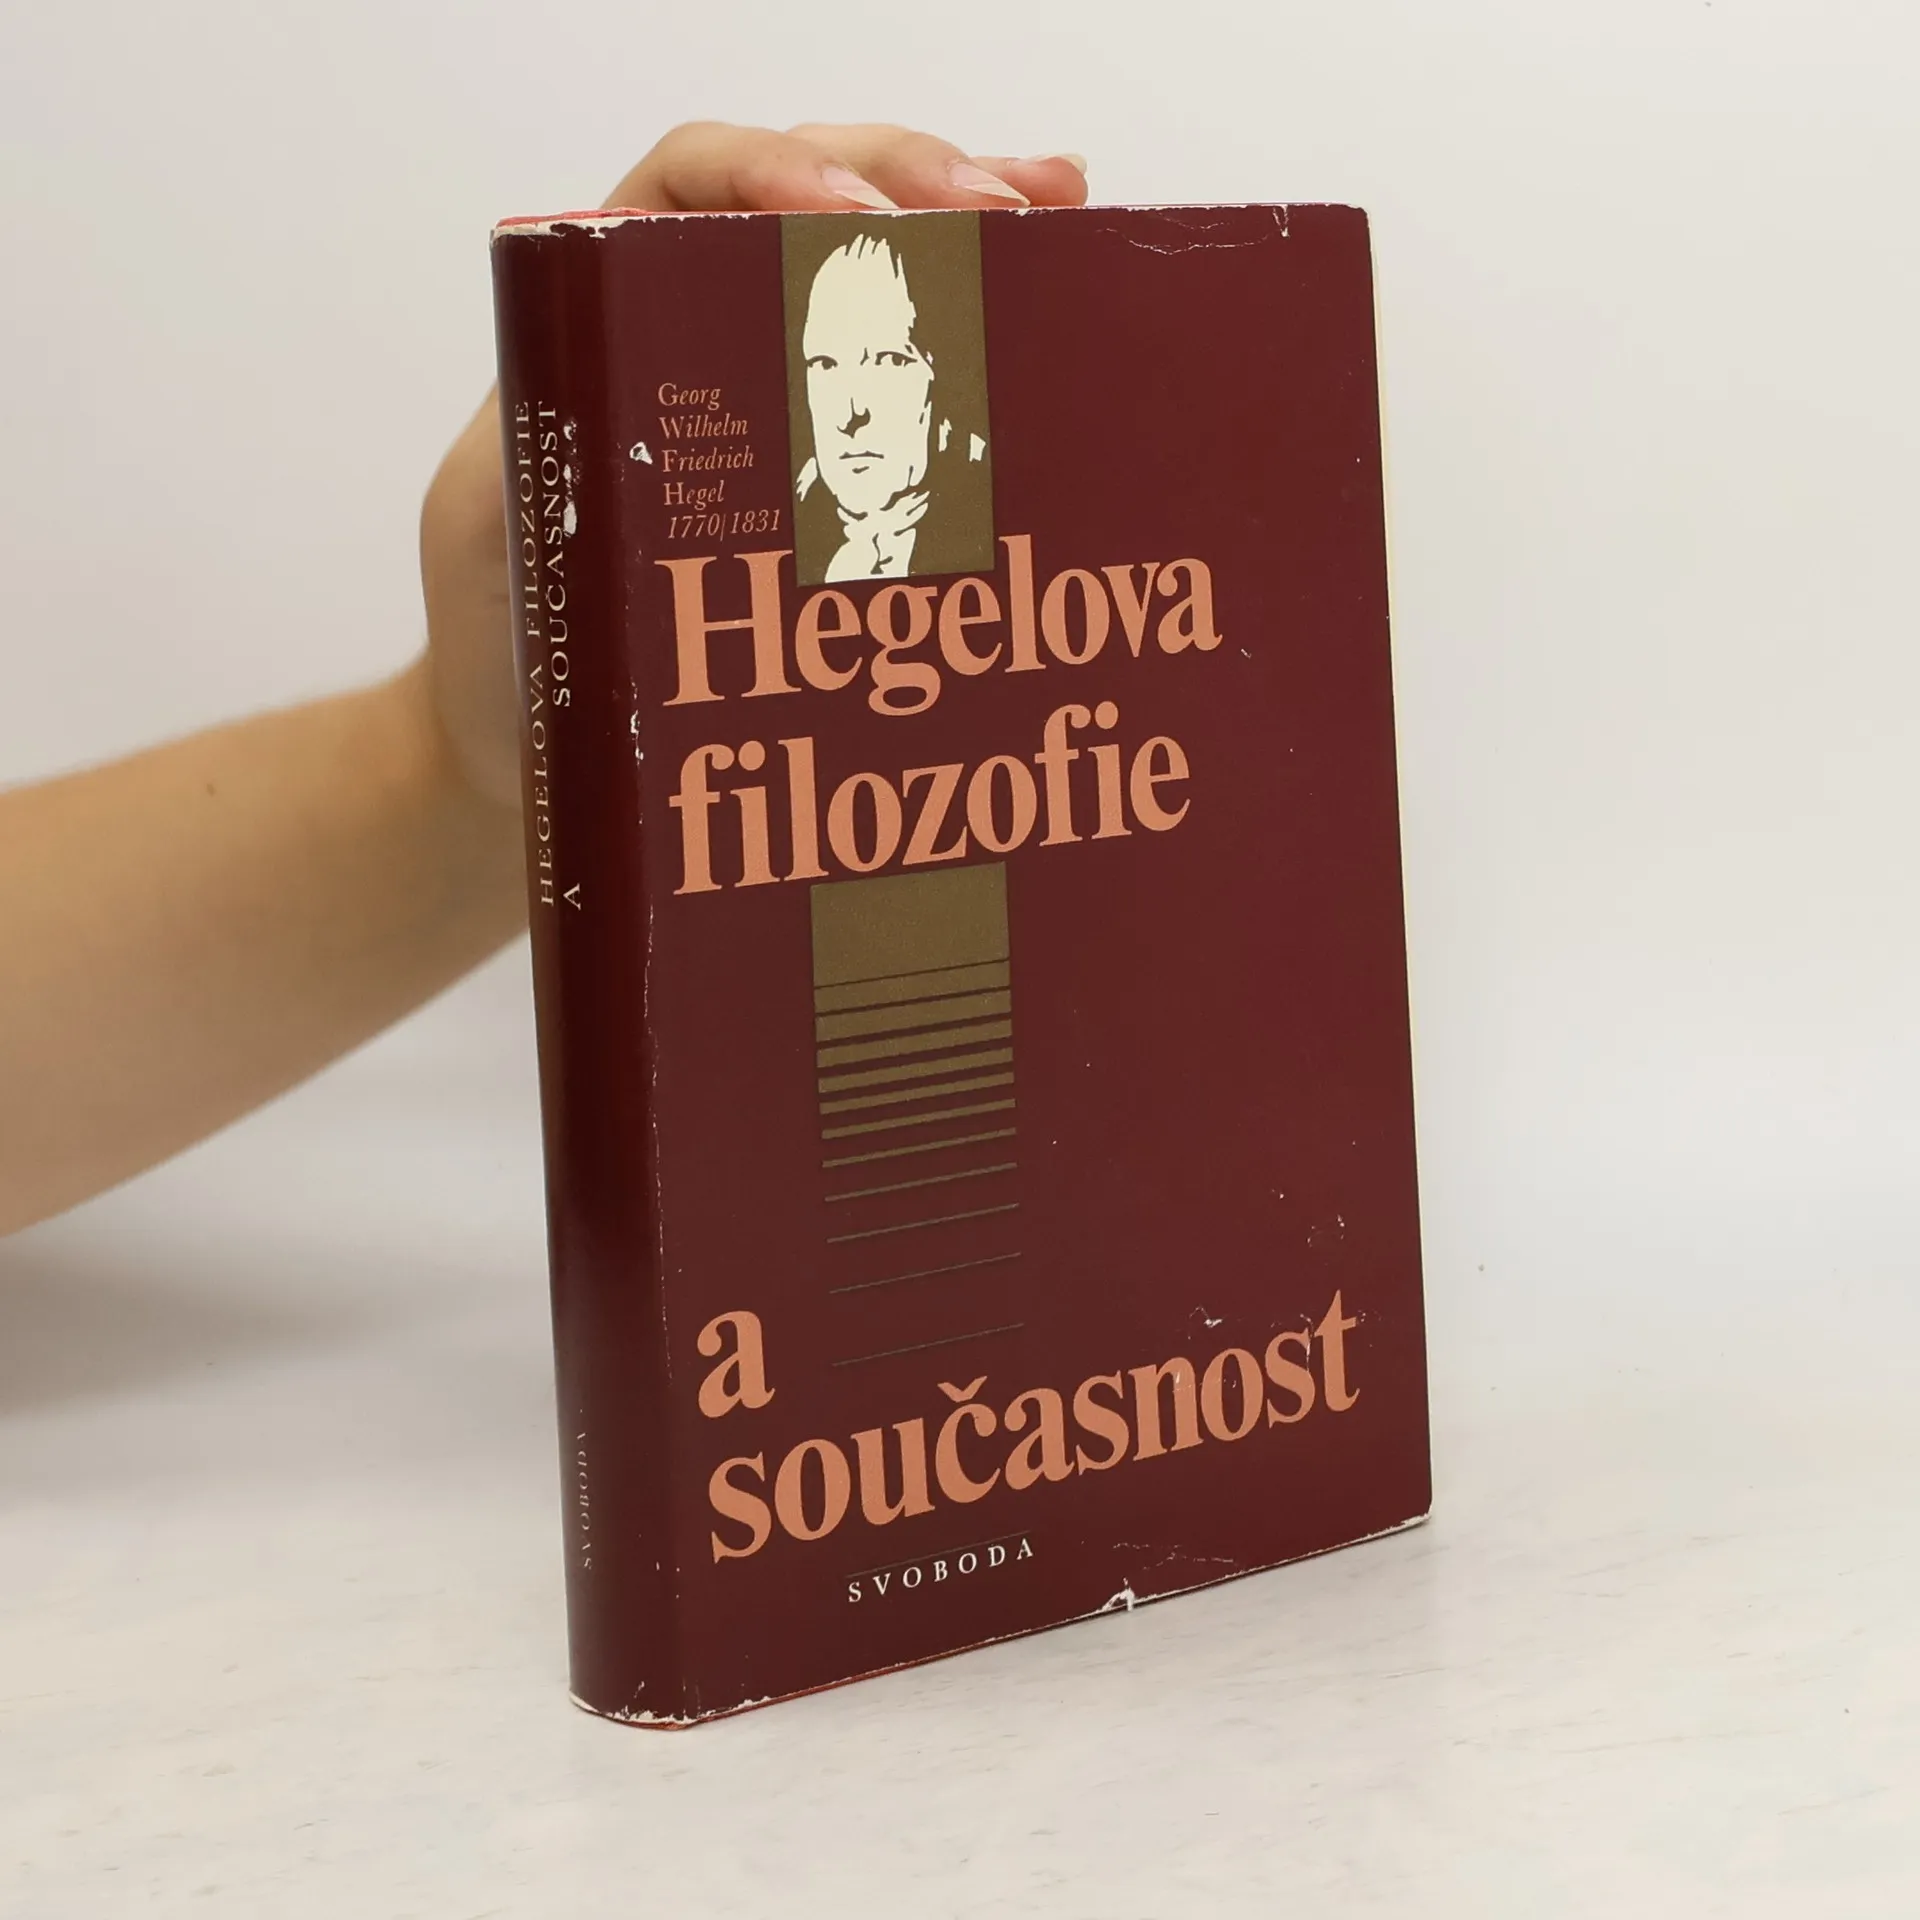 HEGELOVA FILOZOFIE
A SOUČASNOST
SVOBODA
Georg
Wilhelm
Friedrich
Hegel
1770|1831
Hegelova
filozofie
a
současnost
SVOBODA